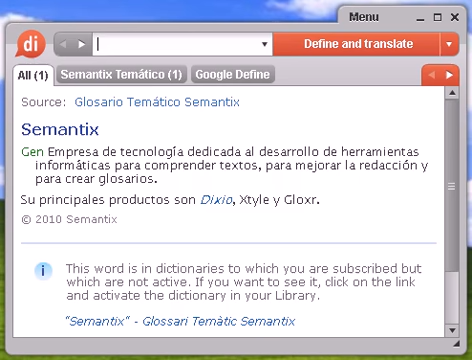 Menu
di
Define and translate
All (1)
Semantix Temático (1)
Google Define
Source: Glosario Temático Semantix
Semantix
Gen Empresa de tecnología dedicada al desarrollo de herramientas
informáticas para comprender textos, para mejorar la redacción y
para crear glosarios.
Su principales productos son Dixio, Xtyle y Gloxr.
© 2010 Semantix
i
This word is in dictionaries to which you are subscribed but
which are not active. If you want to see it, click on the link
and activate the dictionary in your Library.
"Semantix" - Glossari Temàtic Semantix